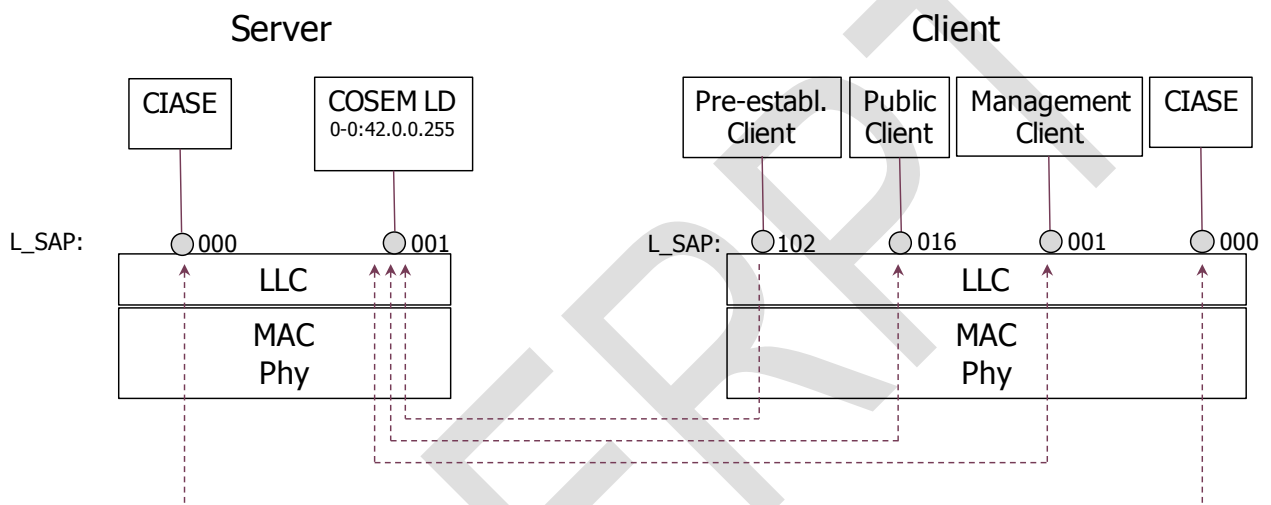 Server
Client
CIASE
COSEM LD
0-0:42.0.0.255
Pre-establ.
Client
Public
Client
Management
Client
CIASE
L_SAP:
000
001
L_SAP:
102
016
001
000
LLC
LLC
MAC
Phy
MAC
Phy